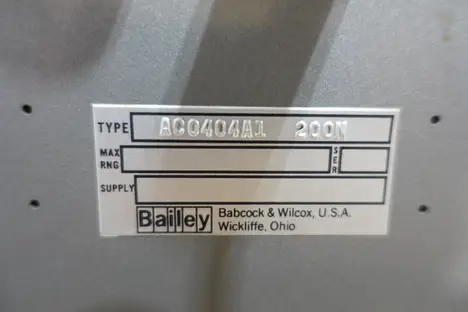 TYPE AC0404A1 200N
MAX RNG SER
SUPPLY
Bailey Babcock & Wilcox, U.S.A.
Wickliffe, Ohio